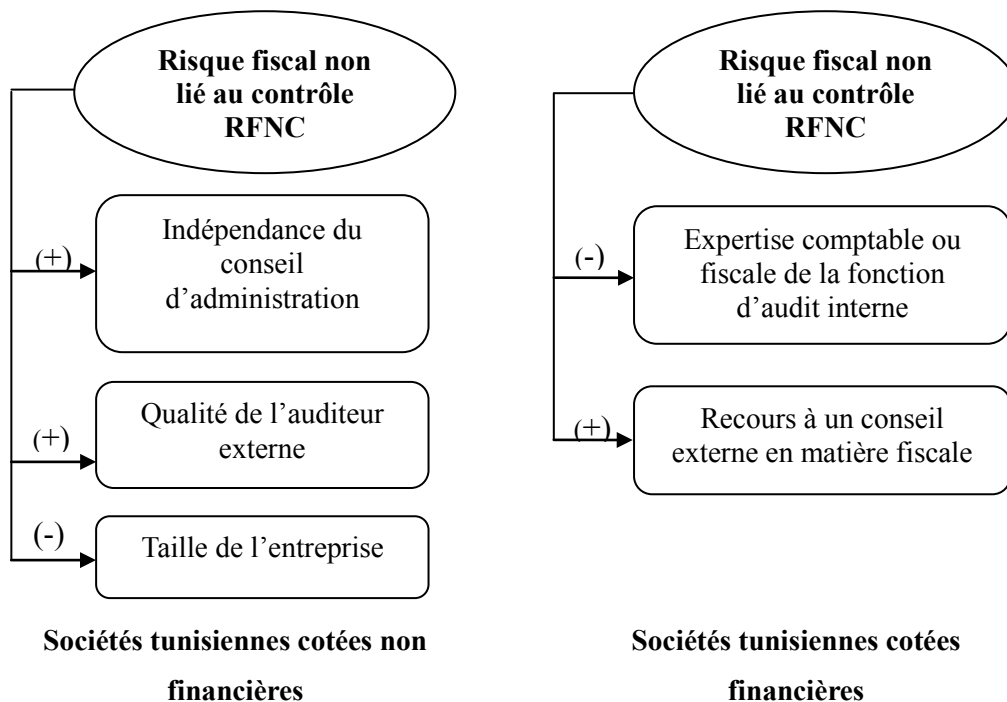 Risque fiscal non
lié au contrôle
RFNC
(+)
Indépendance du
conseil
d’administration
(+)
Qualité de l’auditeur
externe
(-)
Taille de l’entreprise
Sociétés tunisiennes cotées non
financières
Risque fiscal non
lié au contrôle
RFNC
(-)
Expertise comptable ou
fiscale de la fonction
d’audit interne
(+)
Recours à un conseil
externe en matière fiscale
Sociétés tunisiennes cotées
financières